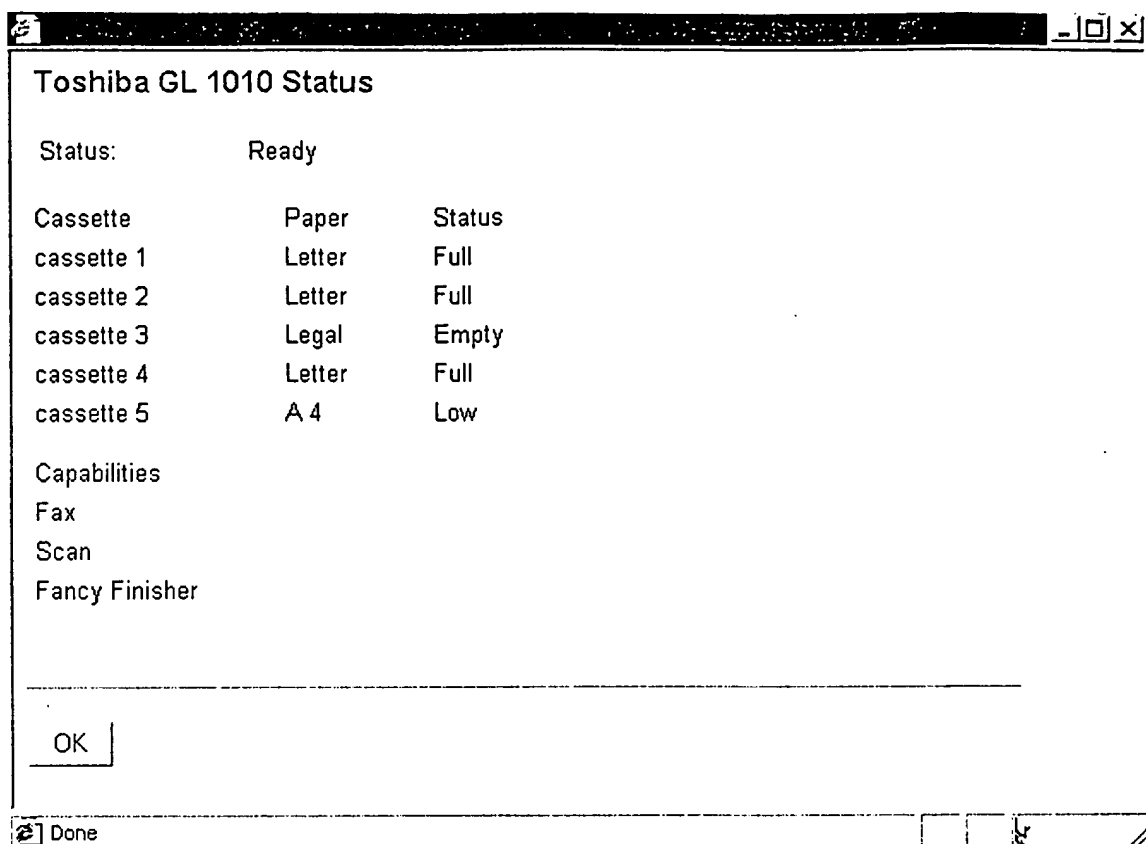 Toshiba GL 1010 Status
Status: Ready
Cassette Paper Status
cassette 1 Letter Full
cassette 2 Letter Full
cassette 3 Legal Empty
cassette 4 Letter Full
cassette 5 A 4 Low
Capabilities
Fax
Scan
Fancy Finisher
OK
Done